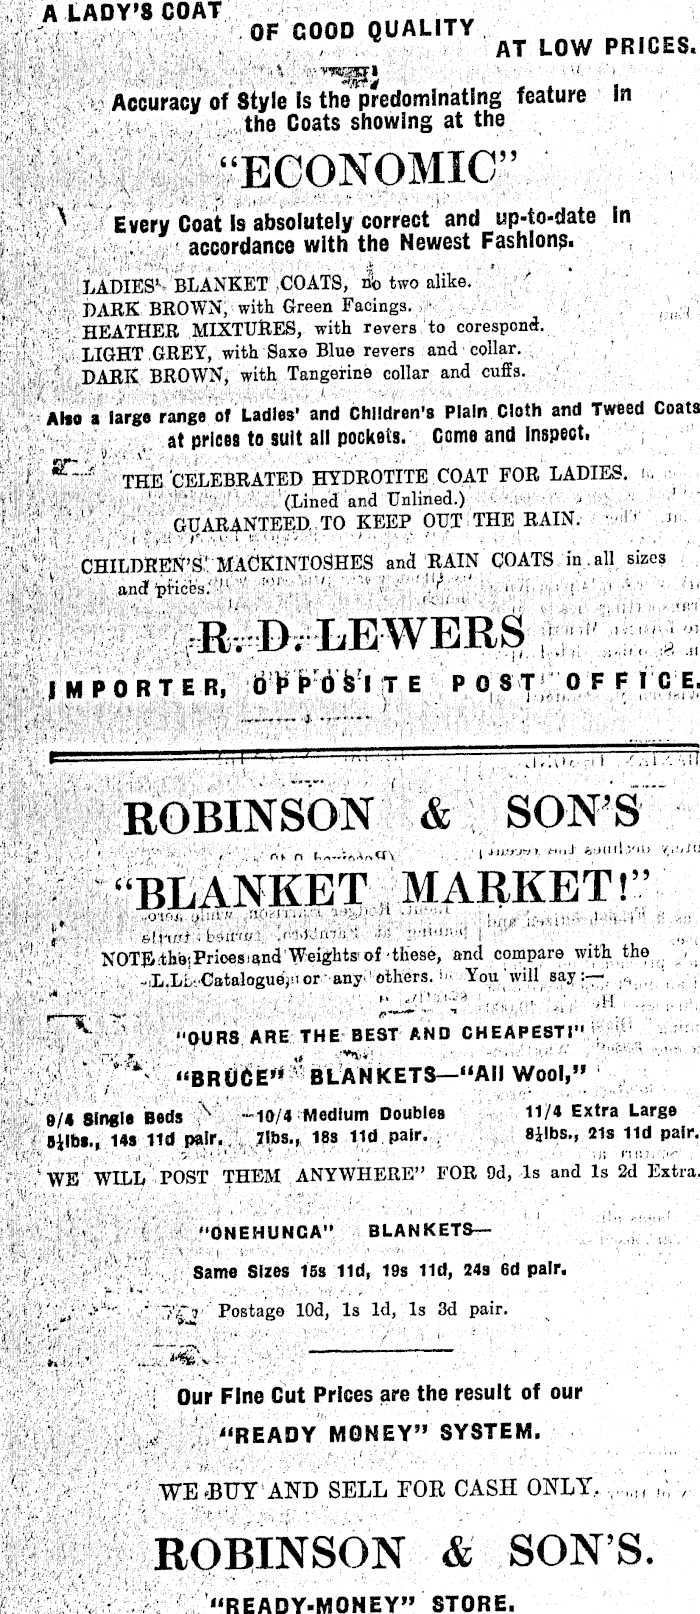 A LADY'S COAT
OF GOOD QUALITY
AT LOW PRICES.
Accuracy of Style is the predominating feature in
the Coats showing at the
"ECONOMIC"
Every Coat is absolutely correct and up-to-date in
accordance with the Newest Fashions.
LADIES' BLANKET COATS, no two alike.
DARK BROWN, with Green Facings.
HEATHER MIXTURES, with revers to corespond.
LIGHT GREY, with Saxe Blue revers and collar.
DARK BROWN, with Tangerine collar and cuffs.
Also a large range of Ladies' and Children's Plain Cloth and Tweed Coats
at prices to suit all pockets. Come and Inspect.
THE CELEBRATED HYDROTITE COAT FOR LADIES.
(Lined and Unlined.)
GUARANTEED TO KEEP OUT THE RAIN.
CHILDREN'S MACKINTOSHES and RAIN COATS in all sizes
and prices.
R. D. LEWERS
IMPORTER, OPPOSITE POST OFFICE.
ROBINSON & SON'S
"BLANKET MARKET!"
NOTE the Prices and Weights of these, and compare with the
L.L. Catalogue, or any others. You will say:—
"OURS ARE THE BEST AND CHEAPEST!"
"BRUCE" BLANKETS—"All Wool,"
9/4 Single Beds 10/4 Medium Doubles 11/4 Extra Large
5½lbs., 14s 11d pair. 7lbs., 18s 11d pair. 8½lbs., 21s 11d pair.
WE WILL POST THEM ANYWHERE" FOR 9d, 1s and 1s 2d Extra.
"ONEHUNGA" BLANKETS—
Same Sizes 15s 11d, 19s 11d, 24s 6d pair.
Postage 10d, 1s 1d, 1s 3d pair.
Our Fine Cut Prices are the result of our
"READY MONEY" SYSTEM.
WE BUY AND SELL FOR CASH ONLY.
ROBINSON & SON'S.
"READY-MONEY" STORE.